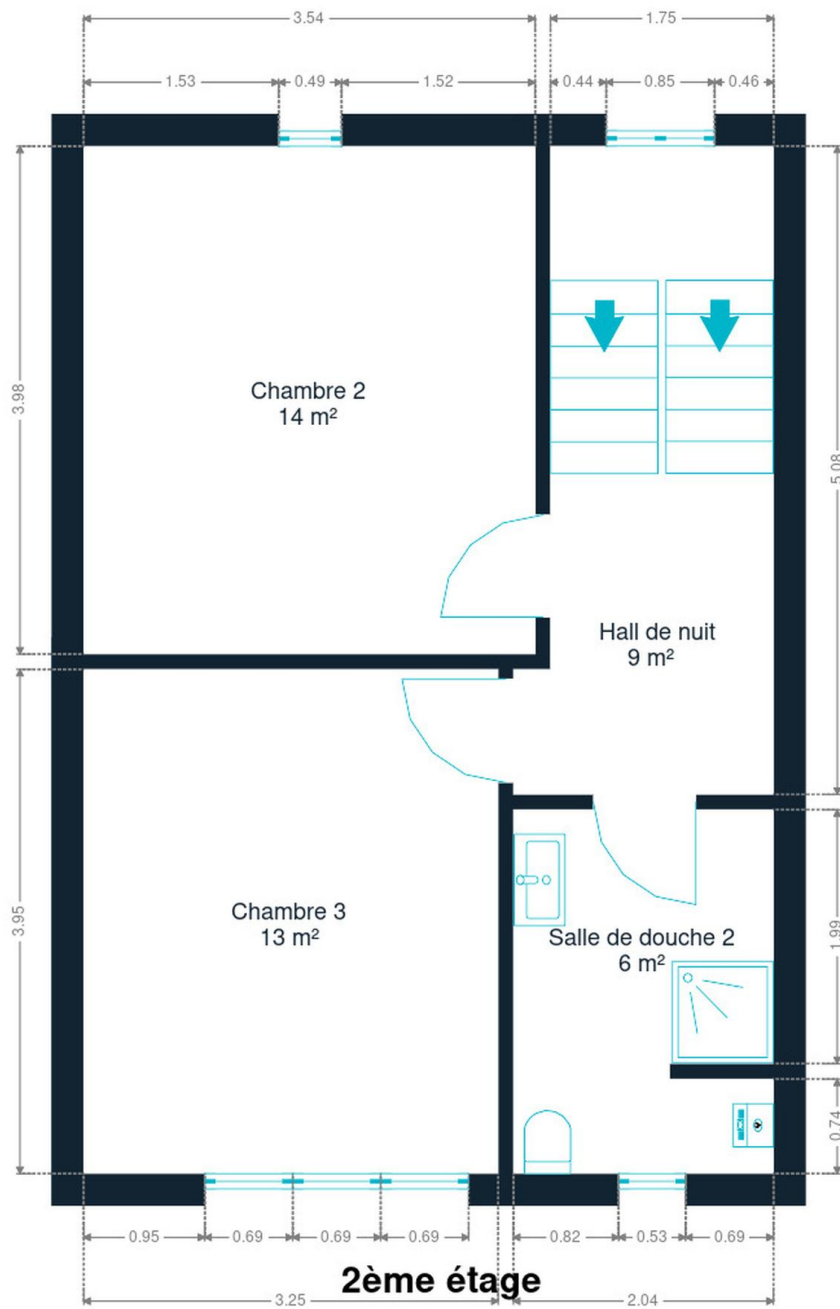 3.54
1.75
1.53
0.49
1.52
0.44
0.85
0.46
3.98
5.08
Chambre 2
14 m²
Hall de nuit
9 m²
3.95
Chambre 3
13 m²
Salle de douche 2
6 m²
1.99
0.74
0.95
0.69
0.69
0.69
0.82
0.53
0.69
2ème étage
3.25
2.04